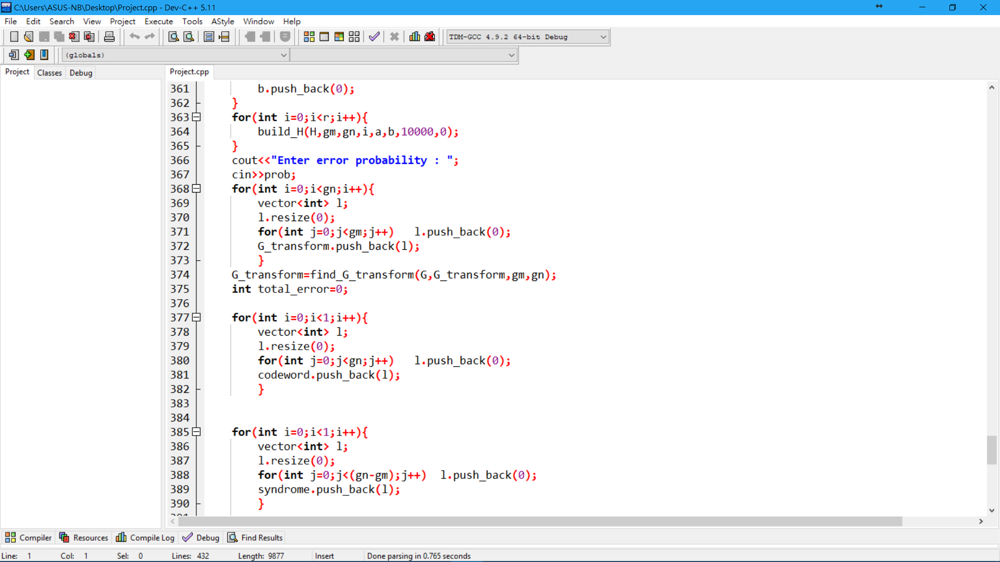 C:\Users\ASUS-NB\Desktop\Project.cpp - Dev-C++ 5.11
File Edit Search View Project Execute Tools AStyle Window Help
TDM-GCC 4.9.2 64-bit Debug
(globals)
Project Classes Debug
Project.cpp
361 b.push_back(0);
362 }
363 for(int i=0;i<r;i++){
364 build_H(H,gm,gn,i,a,b,10000,0);
365 }
366 cout<<"Enter error probability : ";
367 cin>>prob;
368 for(int i=0;i<gn;i++){
369 vector<int> l;
370 l.resize(0);
371 for(int j=0;j<gm;j++) l.push_back(0);
372 G_transform.push_back(l);
373 }
374 G_transform=find_G_transform(G,G_transform,gm,gn);
375 int total_error=0;
376
377 for(int i=0;i<1;i++){
378 vector<int> l;
379 l.resize(0);
380 for(int j=0;j<gn;j++) l.push_back(0);
381 codeword.push_back(l);
382 }
383
384
385 for(int i=0;i<1;i++){
386 vector<int> l;
387 l.resize(0);
388 for(int j=0;j<(gn-gm);j++) l.push_back(0);
389 syndrome.push_back(l);
390 }
Compiler Resources Compile Log Debug Find Results
Line: 1 Col: 1 Sel: 0 Lines: 432 Length: 9877 Insert Done parsing in 0.765 seconds